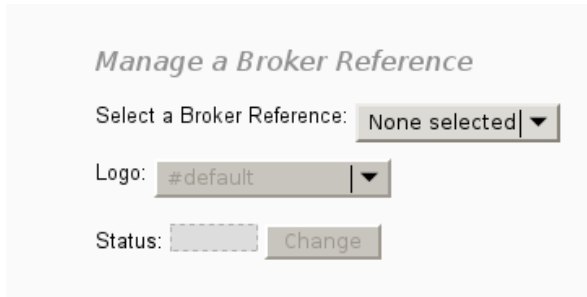 Manage a Broker Reference
Select a Broker Reference: None selected
Logo: #default
Status: Change